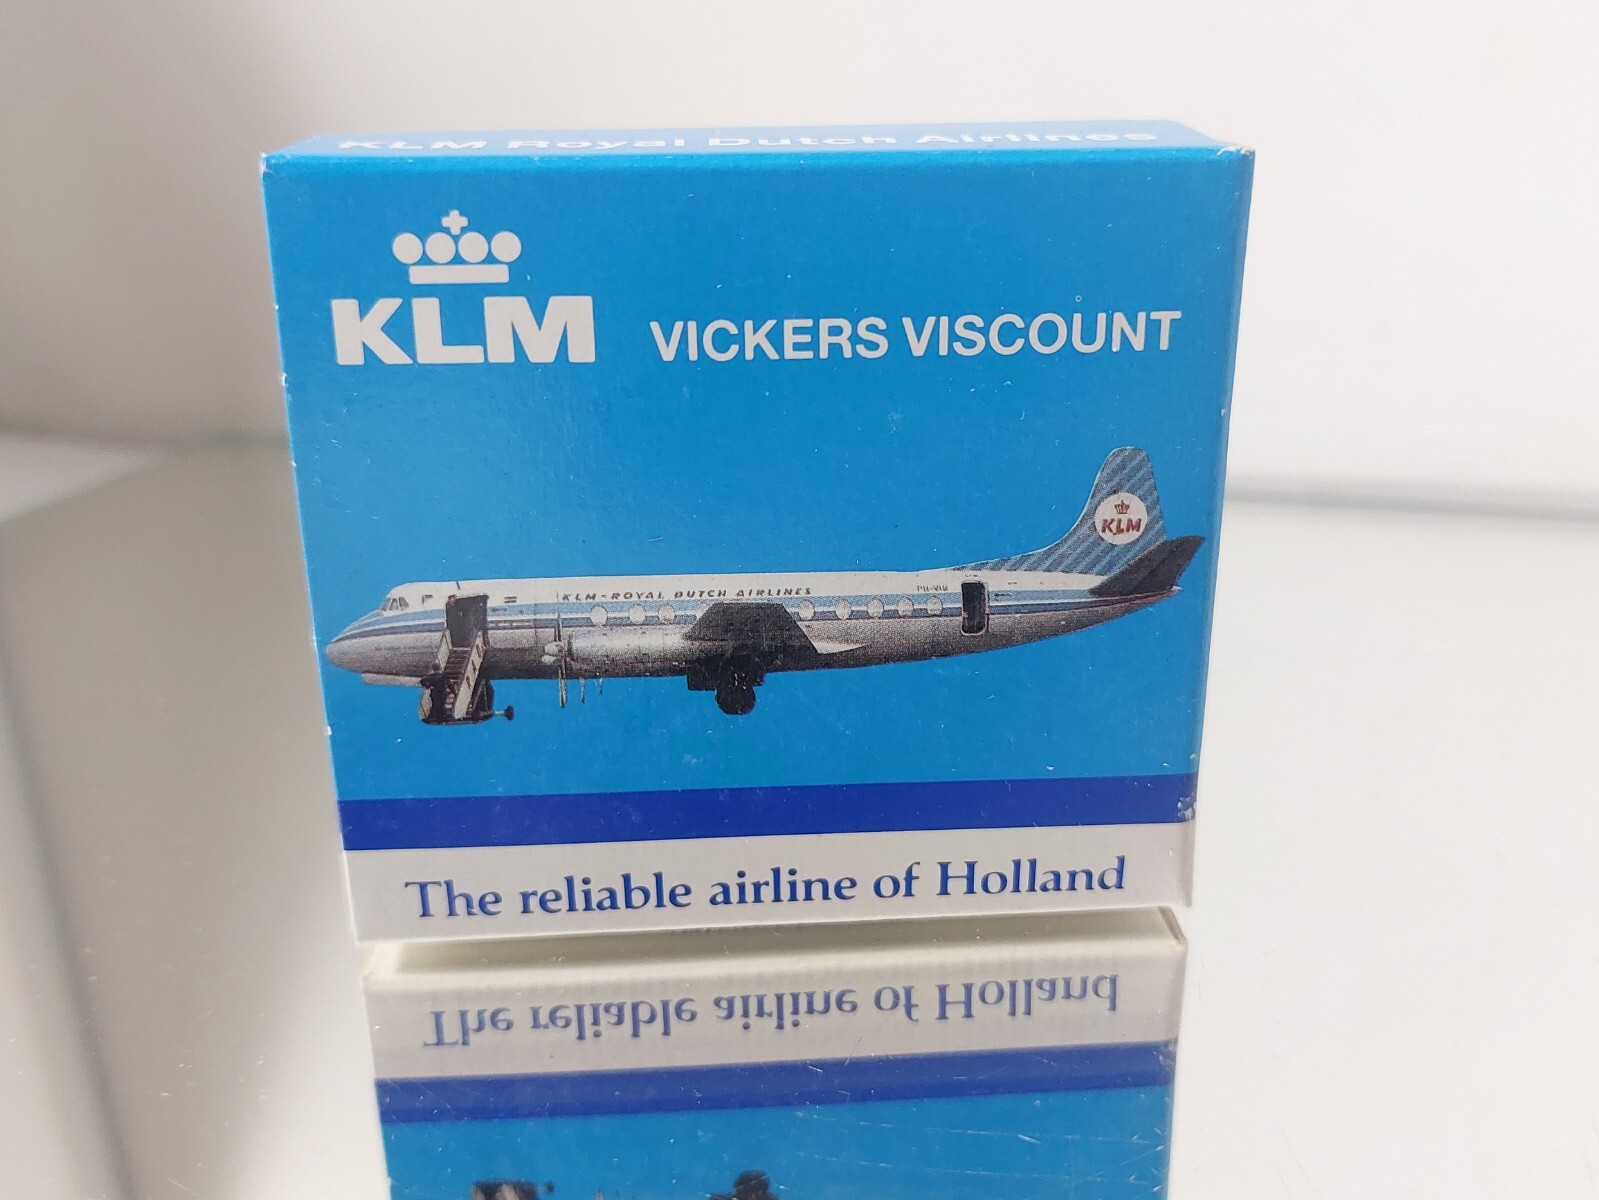 KLM Royal Dutch Airlines
KLM
VICKERS VISCOUNT
KLM
KLM-ROYAL DUTCH AIRLINES
The reliable airline of Holland
The reliable airline of Holland